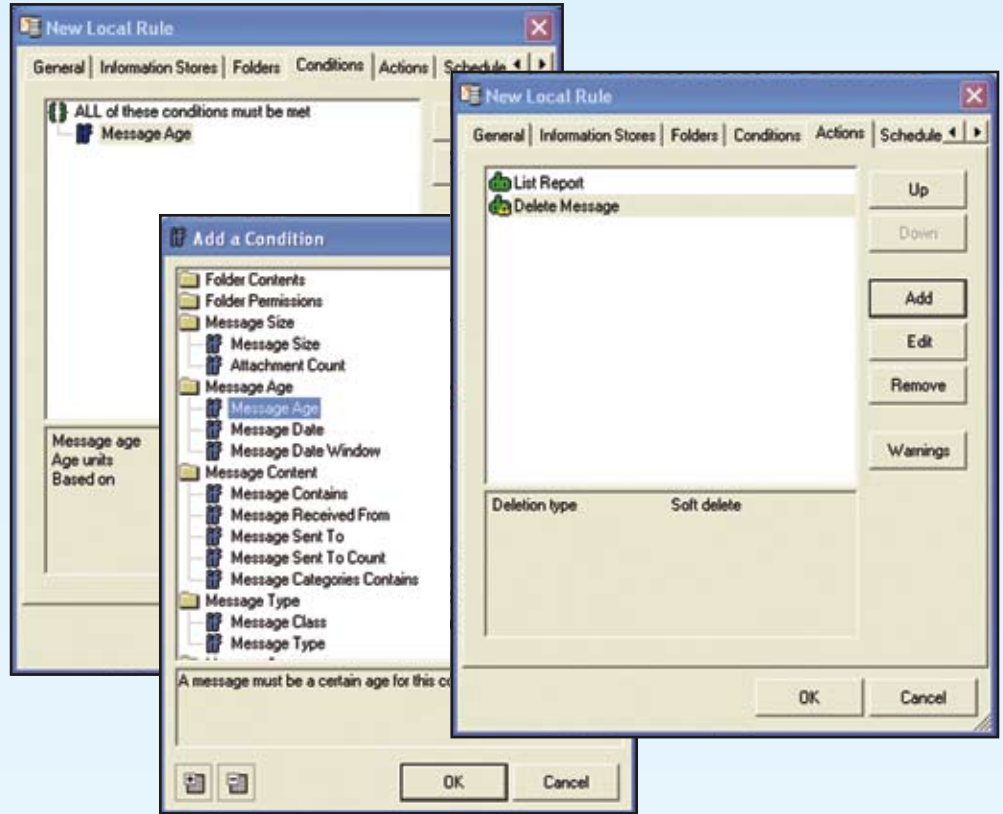 New Local Rule
General Information Stores Folders Conditions Actions Schedule
ALL of these conditions must be met
Message Age
Message age
Age units
Based on
Add a Condition
Folder Contents
Folder Permissions
Message Size
Message Size
Attachment Count
Message Age
Message Age
Message Date
Message Date Window
Message Content
Message Contains
Message Received From
Message Sent To
Message Sent To Count
Message Categories Contains
Message Type
Message Class
Message Type
A message must be a certain age for this
OK Cancel
New Local Rule
General Information Stores Folders Conditions Actions Schedule
List Report
Delete Message
Up
Down
Add
Edit
Remove
Warnings
Deletion type Soft delete
OK Cancel